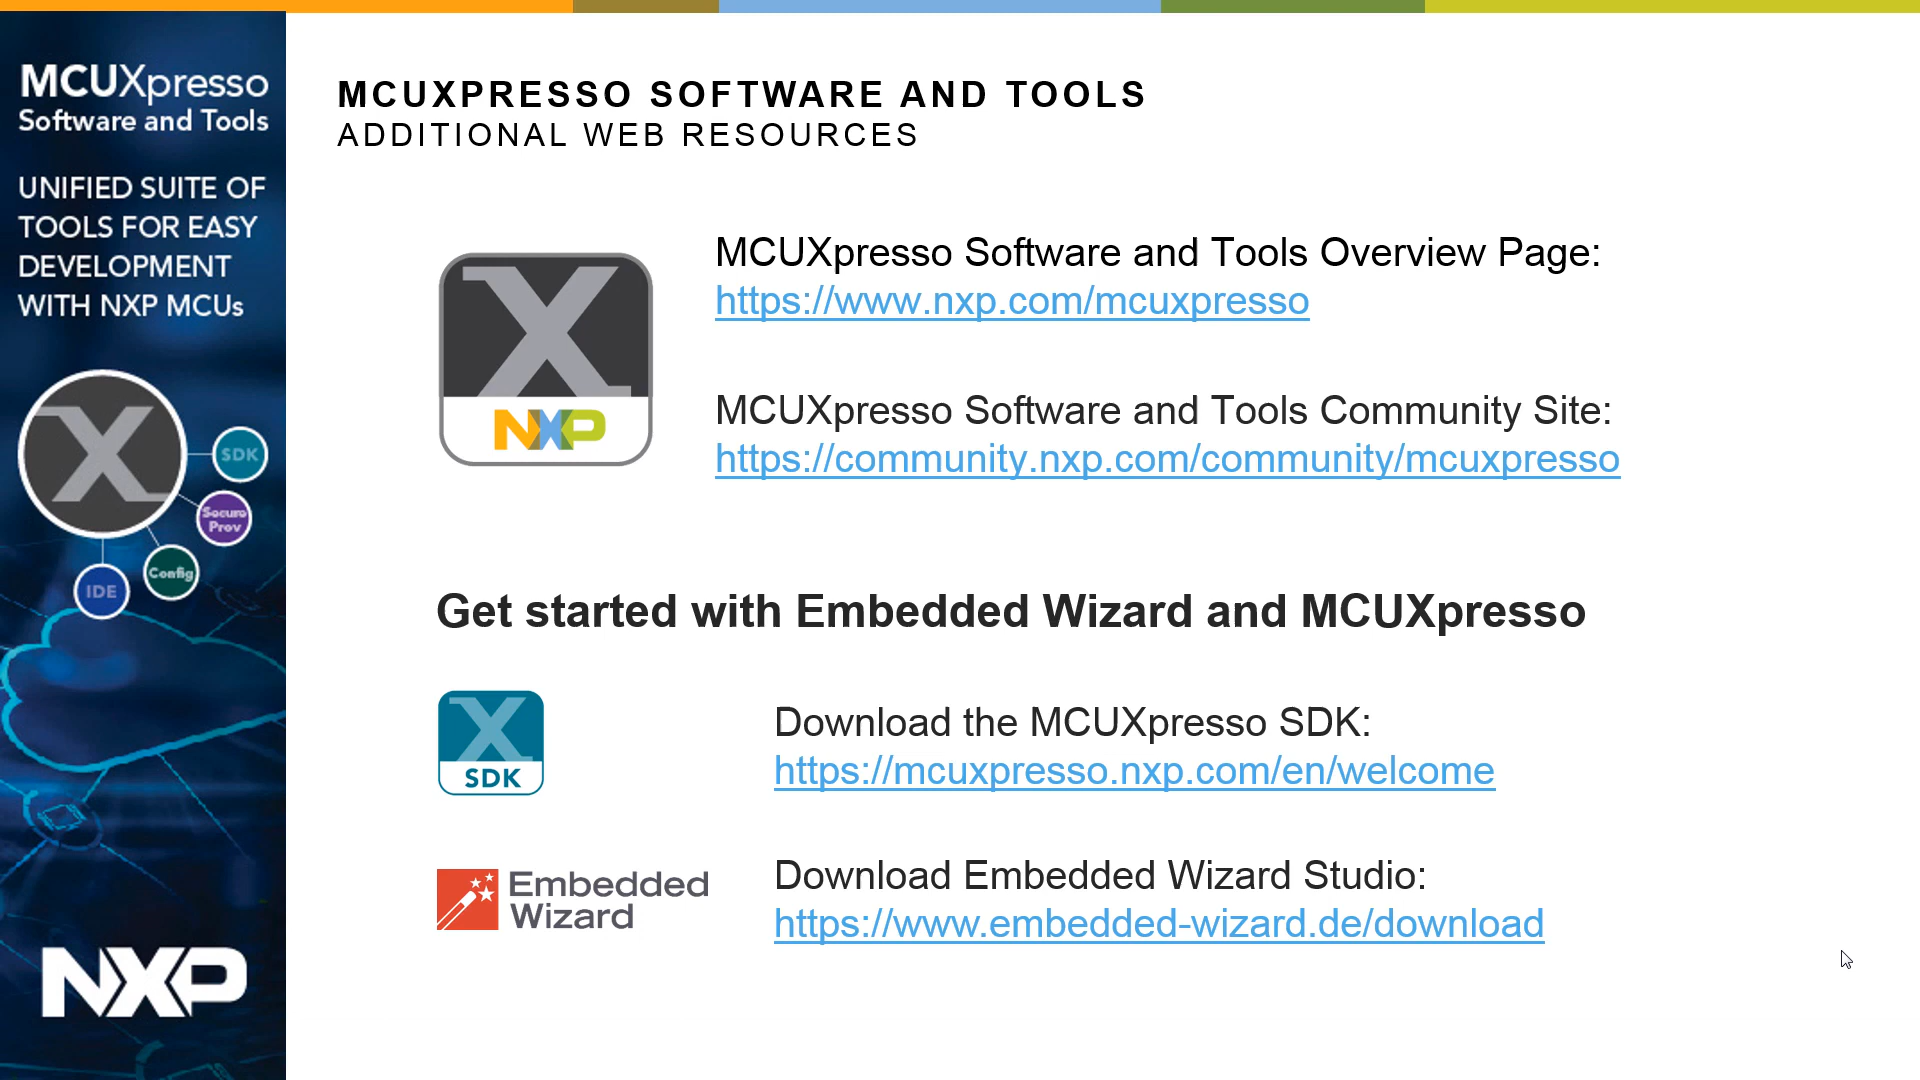 MCUXpresso
Software and Tools
UNIFIED SUITE OF
TOOLS FOR EASY
DEVELOPMENT
WITH NXP MCUs
X
SDK
Secure
Prov
Config
IDE
NXP
MCUXPRESSO SOFTWARE AND TOOLS
ADDITIONAL WEB RESOURCES
X
NXP
MCUXpresso Software and Tools Overview Page:
https://www.nxp.com/mcuxpresso
MCUXpresso Software and Tools Community Site:
https://community.nxp.com/community/mcuxpresso
Get started with Embedded Wizard and MCUXpresso
X
SDK
Download the MCUXpresso SDK:
https://mcuxpresso.nxp.com/en/welcome
Embedded
Wizard
Download Embedded Wizard Studio:
https://www.embedded-wizard.de/download